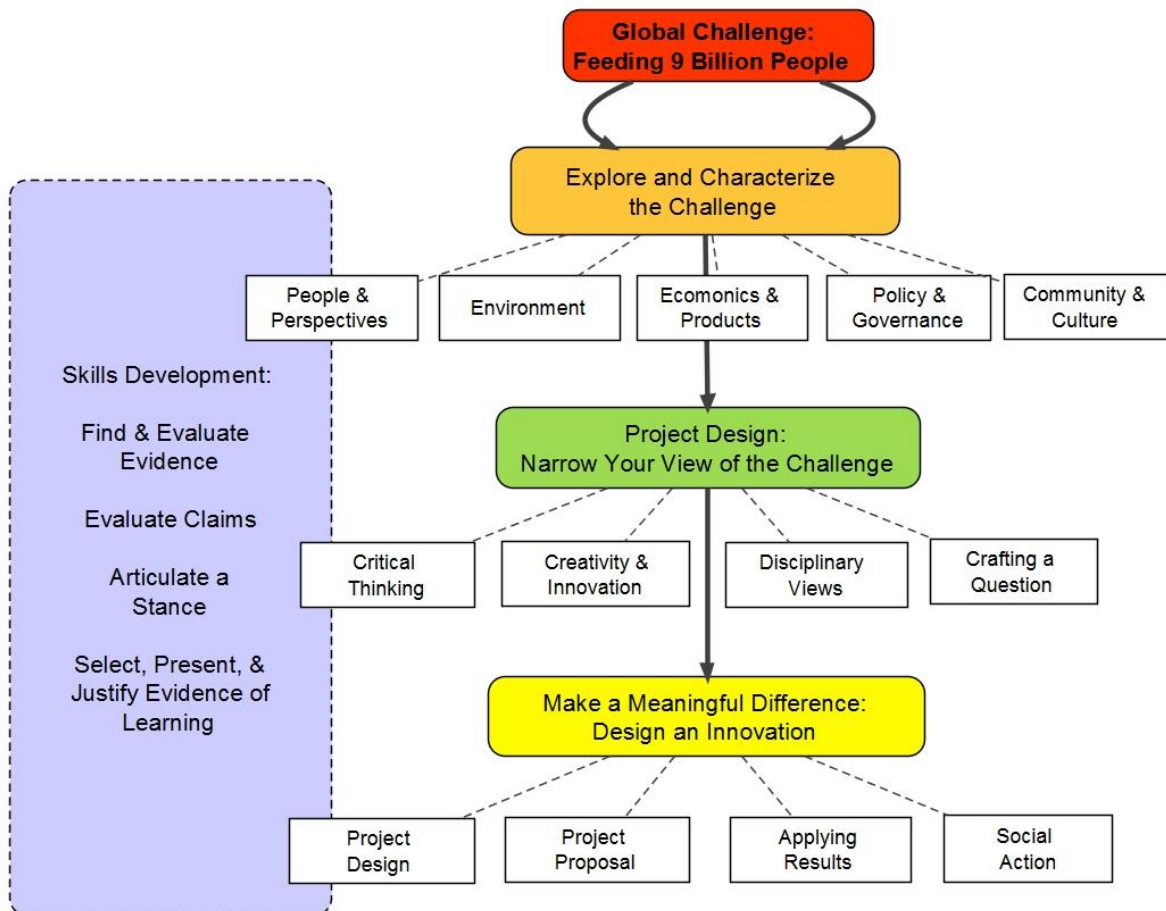 Global Challenge:
Feeding 9 Billion People
Explore and Characterize
the Challenge
People &
Perspectives
Environment
Ecomonics &
Products
Policy &
Governance
Community &
Culture
Skills Development:
Find & Evaluate
Evidence
Evaluate Claims
Articulate a
Stance
Select, Present, &
Justify Evidence of
Learning
Project Design:
Narrow Your View of the Challenge
Critical
Thinking
Creativity &
Innovation
Disciplinary
Views
Crafting a
Question
Make a Meaningful Difference:
Design an Innovation
Project
Design
Project
Proposal
Applying
Results
Social
Action